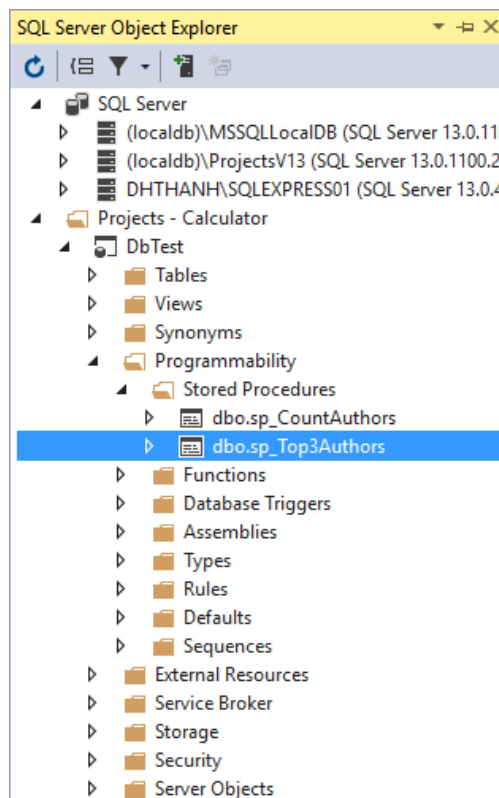 SQL Server Object Explorer
SQL Server
(localdb)\MSSQLLocalDB (SQL Server 13.0.110
(localdb)\ProjectsV13 (SQL Server 13.0.1100.2
DHTHANH\SQLEXPRESS01 (SQL Server 13.0.4
Projects - Calculator
DbTest
Tables
Views
Synonyms
Programmability
Stored Procedures
dbo.sp_CountAuthors
dbo.sp_Top3Authors
Functions
Database Triggers
Assemblies
Types
Rules
Defaults
Sequences
External Resources
Service Broker
Storage
Security
Server Objects